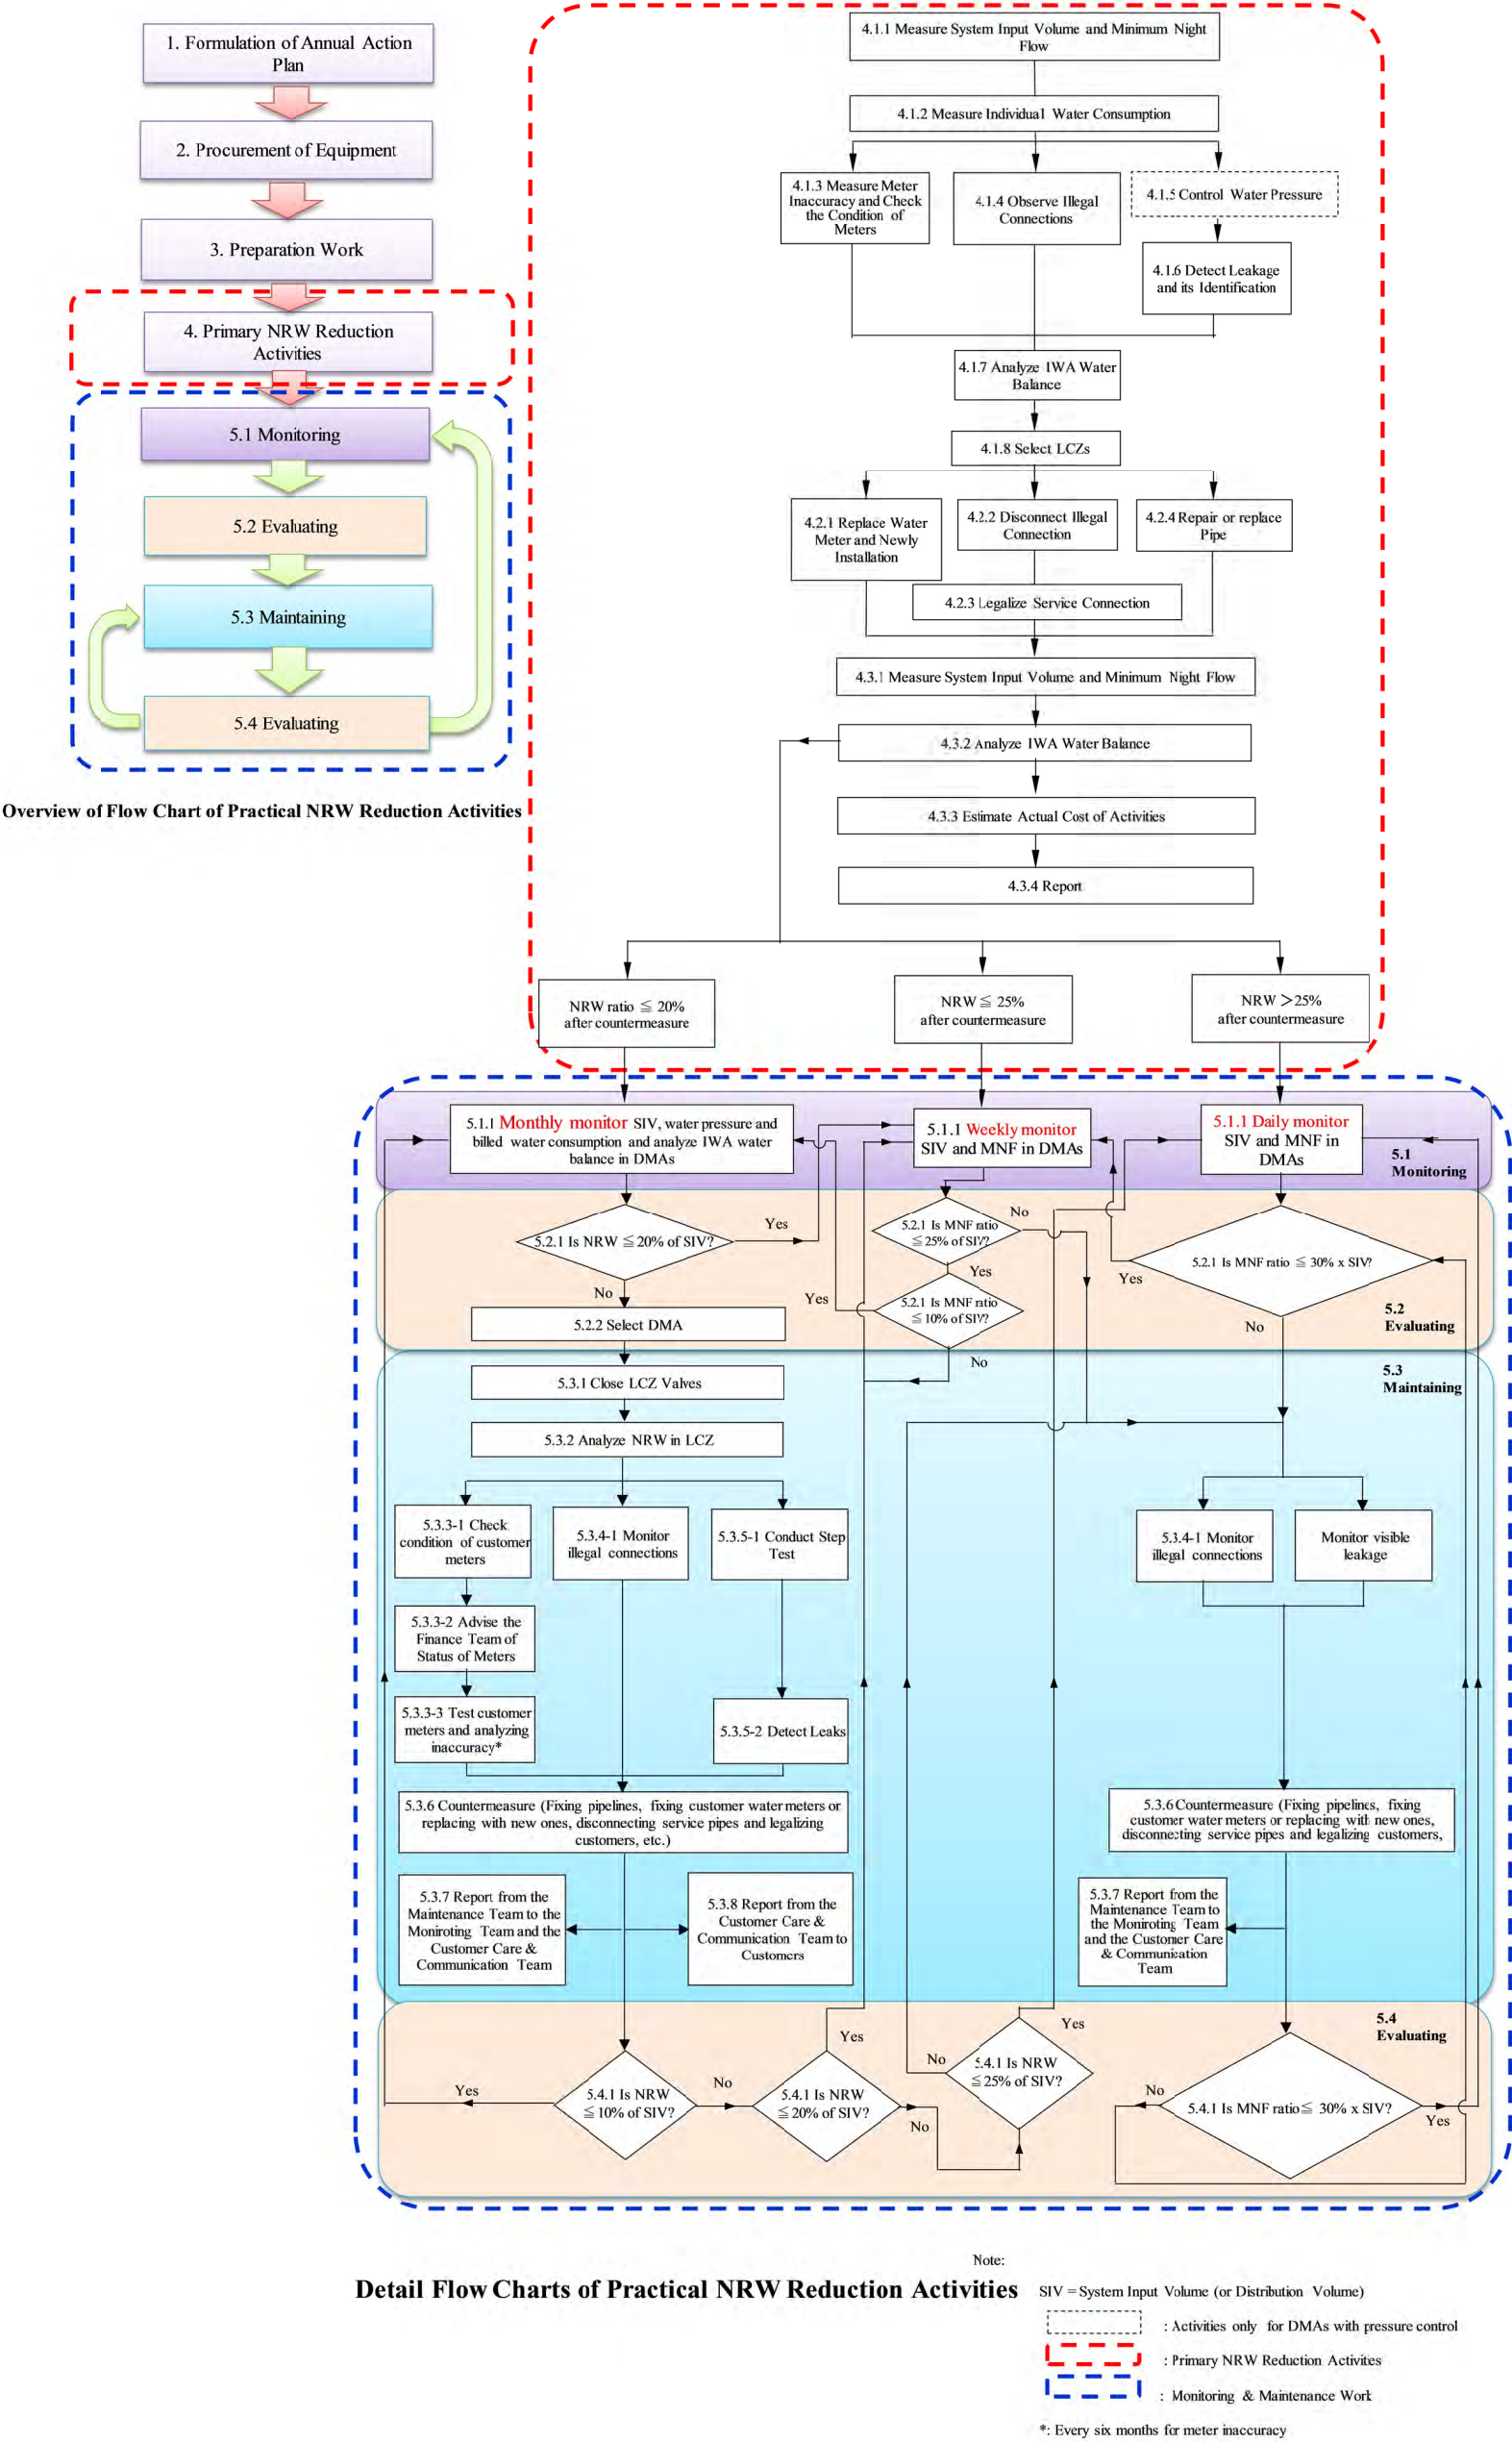 1. Formulation of Annual Action
Plan
2. Procurement of Equipment
3. Preparation Work
4. Primary NRW Reduction
Activities
5.1 Monitoring
5.2 Evaluating
5.3 Maintaining
5.4 Evaluating
Overview of Flow Chart of Practical NRW Reduction Activities
4.1.1 Measure System Input Volume and Minimum Night
Flow
4.1.2 Measure Individual Water Consumption
4.1.3 Measure Meter
Inaccuracy and Check
the Condition of
Meters
4.1.4 Observe Illegal
Connections
4.1.5 Control Water Pressure
4.1.6 Detect Leakage
and its Identification
4.1.7 Analyze IWA Water
Balance
4.1.8 Select LCZs
4.2.1 Replace Water
Meter and Newly
Installation
4.2.2 Disconnect Illegal
Connection
4.2.4 Repair or replace
Pipe
4.2.3 Legalize Service Connection
4.3.1 Measure System Input Volume and Minimum Night Flow
4.3.2 Analyze IWA Water Balance
4.3.3 Estimate Actual Cost of Activities
4.3.4 Report
NRW ratio ≦ 20%
after countermeasure
NRW ≦ 25%
after countermeasure
NRW >25%
after countermeasure
5.1.1 Monthly monitor SIV, water pressure and
billed water consumption and analyze IWA water
balance in DMAs
5.1.1 Weekly monitor
SIV and MNF in DMAs
5.1.1 Daily monitor
SIV and MNF in
DMAs
5.1
Monitoring
5.2.1 Is NRW ≦ 20% of SIV?
Yes
No
5.2.1 Is MNF ratio
≦ 25% of SIV?
No
Yes
5.2.1 Is MNF ratio
≦ 10% of SIV?
Yes
No
5.2.1 Is MNF ratio ≦ 30% x SIV?
Yes
No
5.2
Evaluating
5.2.2 Select DMA
5.3
Maintaining
5.3.1 Close LCZ Valves
5.3.2 Analyze NRW in LCZ
5.3.3-1 Check
condition of customer
meters
5.3.4-1 Monitor
illegal connections
5.3.5-1 Conduct Step
Test
5.3.4-1 Monitor
illegal connections
Monitor visible
leakage
5.3.3-2 Advise the
Finance Team of
Status of Meters
5.3.3-3 Test customer
meters and analyzing
inaccuracy*
5.3.5-2 Detect Leaks
5.3.6 Countermeasure (Fixing pipelines, fixing customer water meters or
replacing with new ones, disconnecting service pipes and legalizing
customers, etc.)
5.3.6 Countermeasure (Fixing pipelines, fixing
customer water meters or replacing with new ones,
disconnecting service pipes and legalizing customers,
5.3.7 Report from the
Maintenance Team to the
Moniroting Team and the
Customer Care &
Communication Team
5.3.8 Report from the
Customer Care &
Communication Team to
Customers
5.3.7 Report from the
Maintenance Team to
the Moniroting Team
and the Customer Care
& Communication
Team
5.4
Evaluating
Yes
5.4.1 Is NRW
≦ 10% of SIV?
No
Yes
5.4.1 Is NRW
≦ 20% of SIV?
No
No
5.4.1 Is NRW
≦ 25% of SIV?
Yes
No
5.4.1 Is MNF ratio ≦ 30% x SIV?
Yes
Note:
Detail Flow Charts of Practical NRW Reduction Activities
SIV = System Input Volume (or Distribution Volume)
: Activities only for DMAs with pressure control
: Primary NRW Reduction Activities
: Monitoring & Maintenance Work
*: Every six months for meter inaccuracy